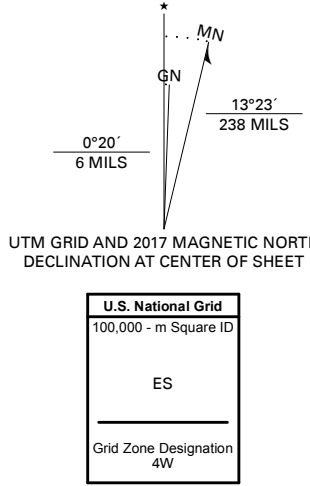 MN
GN
13°23´
238 MILS
0°20´
6 MILS
UTM GRID AND 2017 MAGNETIC NORTH
DECLINATION AT CENTER OF SHEET
U.S. National Grid
100,000 - m Square ID
ES
Grid Zone Designation
4W